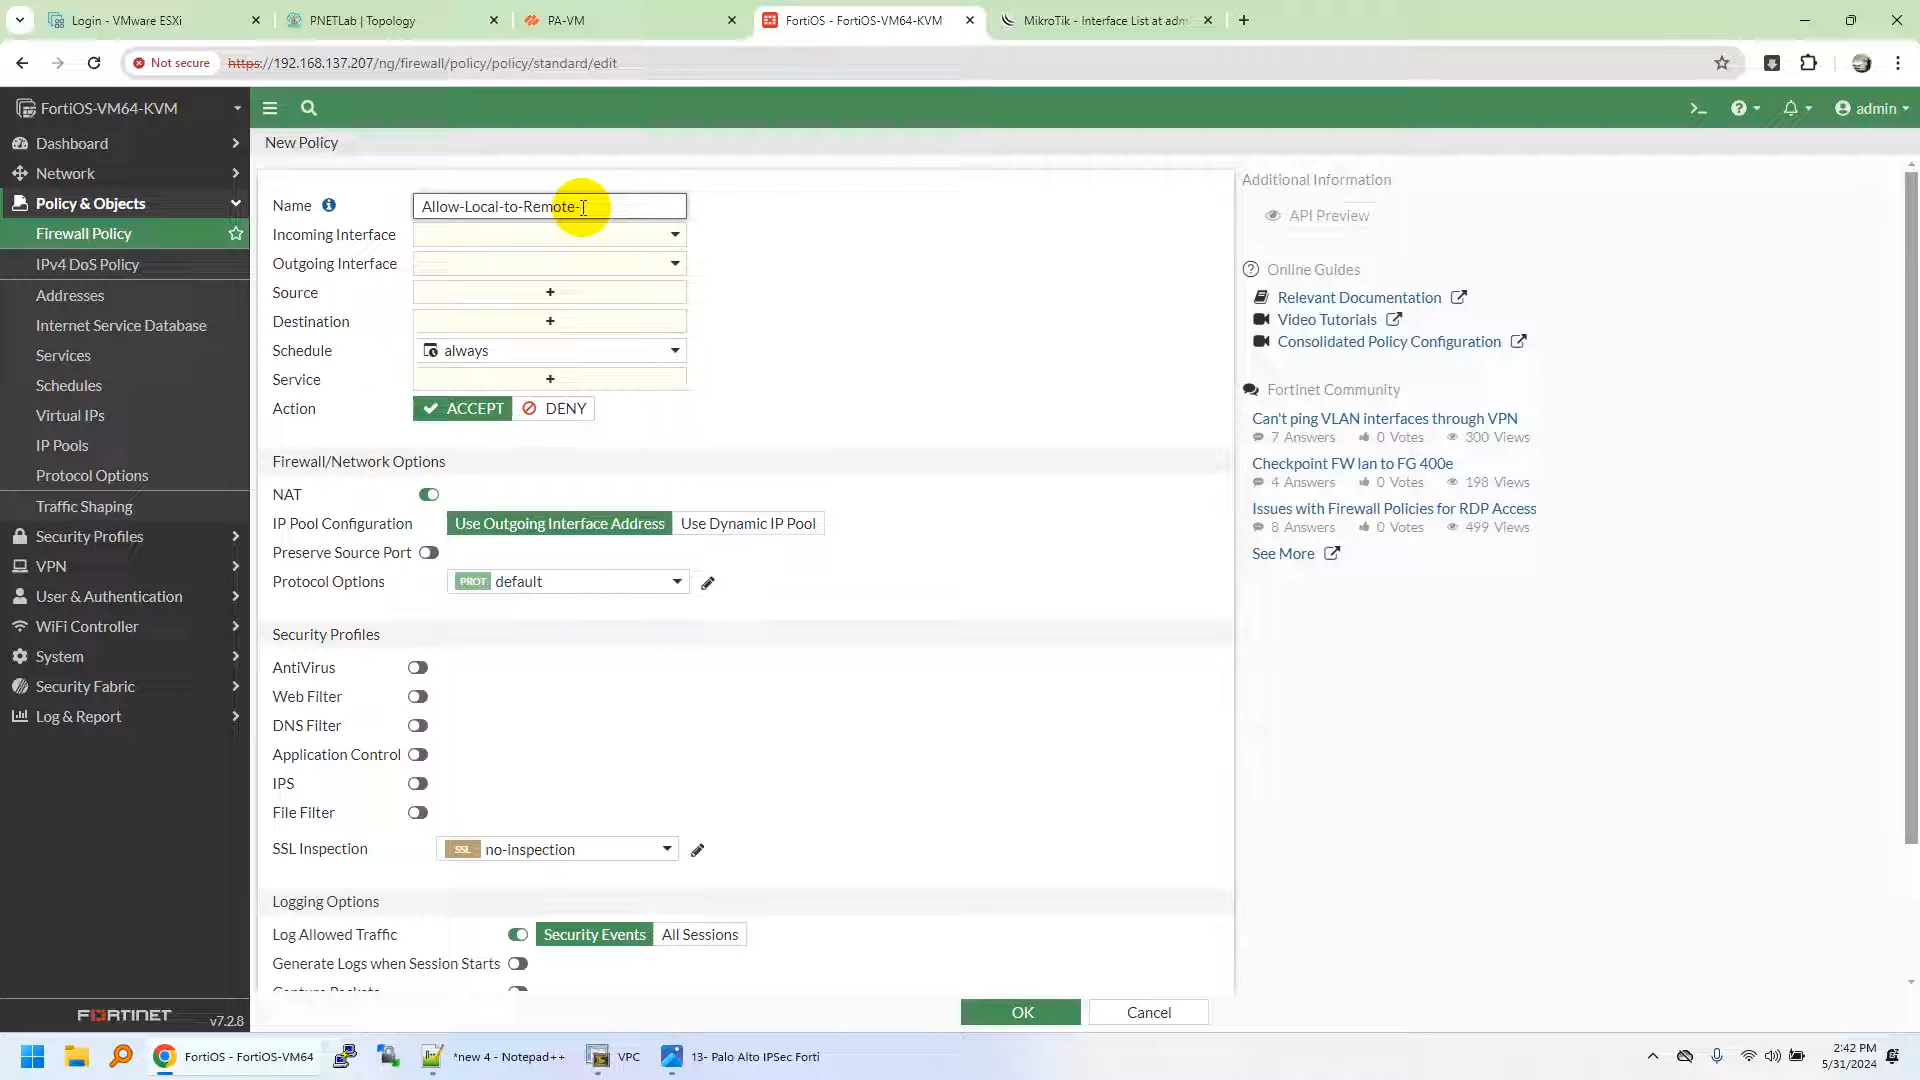 Login - VMware ESXi
PNETLab | Topology
PA-VM
FortiOS - FortiOS-VM64-KVM
MikroTik - Interface List at adm
Not secure
https://192.168.137.207/ng/firewall/policy/policy/standard/edit
FortiOS-VM64-KVM
admin
Dashboard
Network
Policy & Objects
Firewall Policy
IPv4 DoS Policy
Addresses
Internet Service Database
Services
Schedules
Virtual IPs
IP Pools
Protocol Options
Traffic Shaping
Security Profiles
VPN
User & Authentication
WiFi Controller
System
Security Fabric
Log & Report
FORTINET
v7.2.8
New Policy
Name
Allow-Local-to-Remote-
Incoming Interface
Outgoing Interface
Source
Destination
Schedule
always
Service
Action
ACCEPT
DENY
Firewall/Network Options
NAT
IP Pool Configuration
Use Outgoing Interface Address
Use Dynamic IP Pool
Preserve Source Port
Protocol Options
PROT default
Security Profiles
AntiVirus
Web Filter
DNS Filter
Application Control
IPS
File Filter
SSL Inspection
SSL no-inspection
Logging Options
Log Allowed Traffic
Security Events
All Sessions
Generate Logs when Session Starts
Capture Packets
OK
Cancel
Additional Information
API Preview
Online Guides
Relevant Documentation
Video Tutorials
Consolidated Policy Configuration
Fortinet Community
Can't ping VLAN interfaces through VPN
7 Answers 0 Votes 300 Views
Checkpoint FW lan to FG 400e
4 Answers 0 Votes 198 Views
Issues with Firewall Policies for RDP Access
8 Answers 0 Votes 499 Views
See More
FortiOS - FortiOS-VM64
*new 4 - Notepad++
VPC
13- Palo Alto IPSec Forti
2:42 PM
5/31/2024